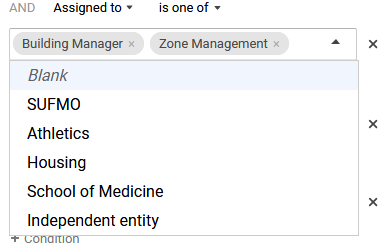 AND Assigned to is one of
Building Manager × Zone Management ×
Blank
SUFMO
Athletics
Housing
School of Medicine
Independent entity
+ Condition